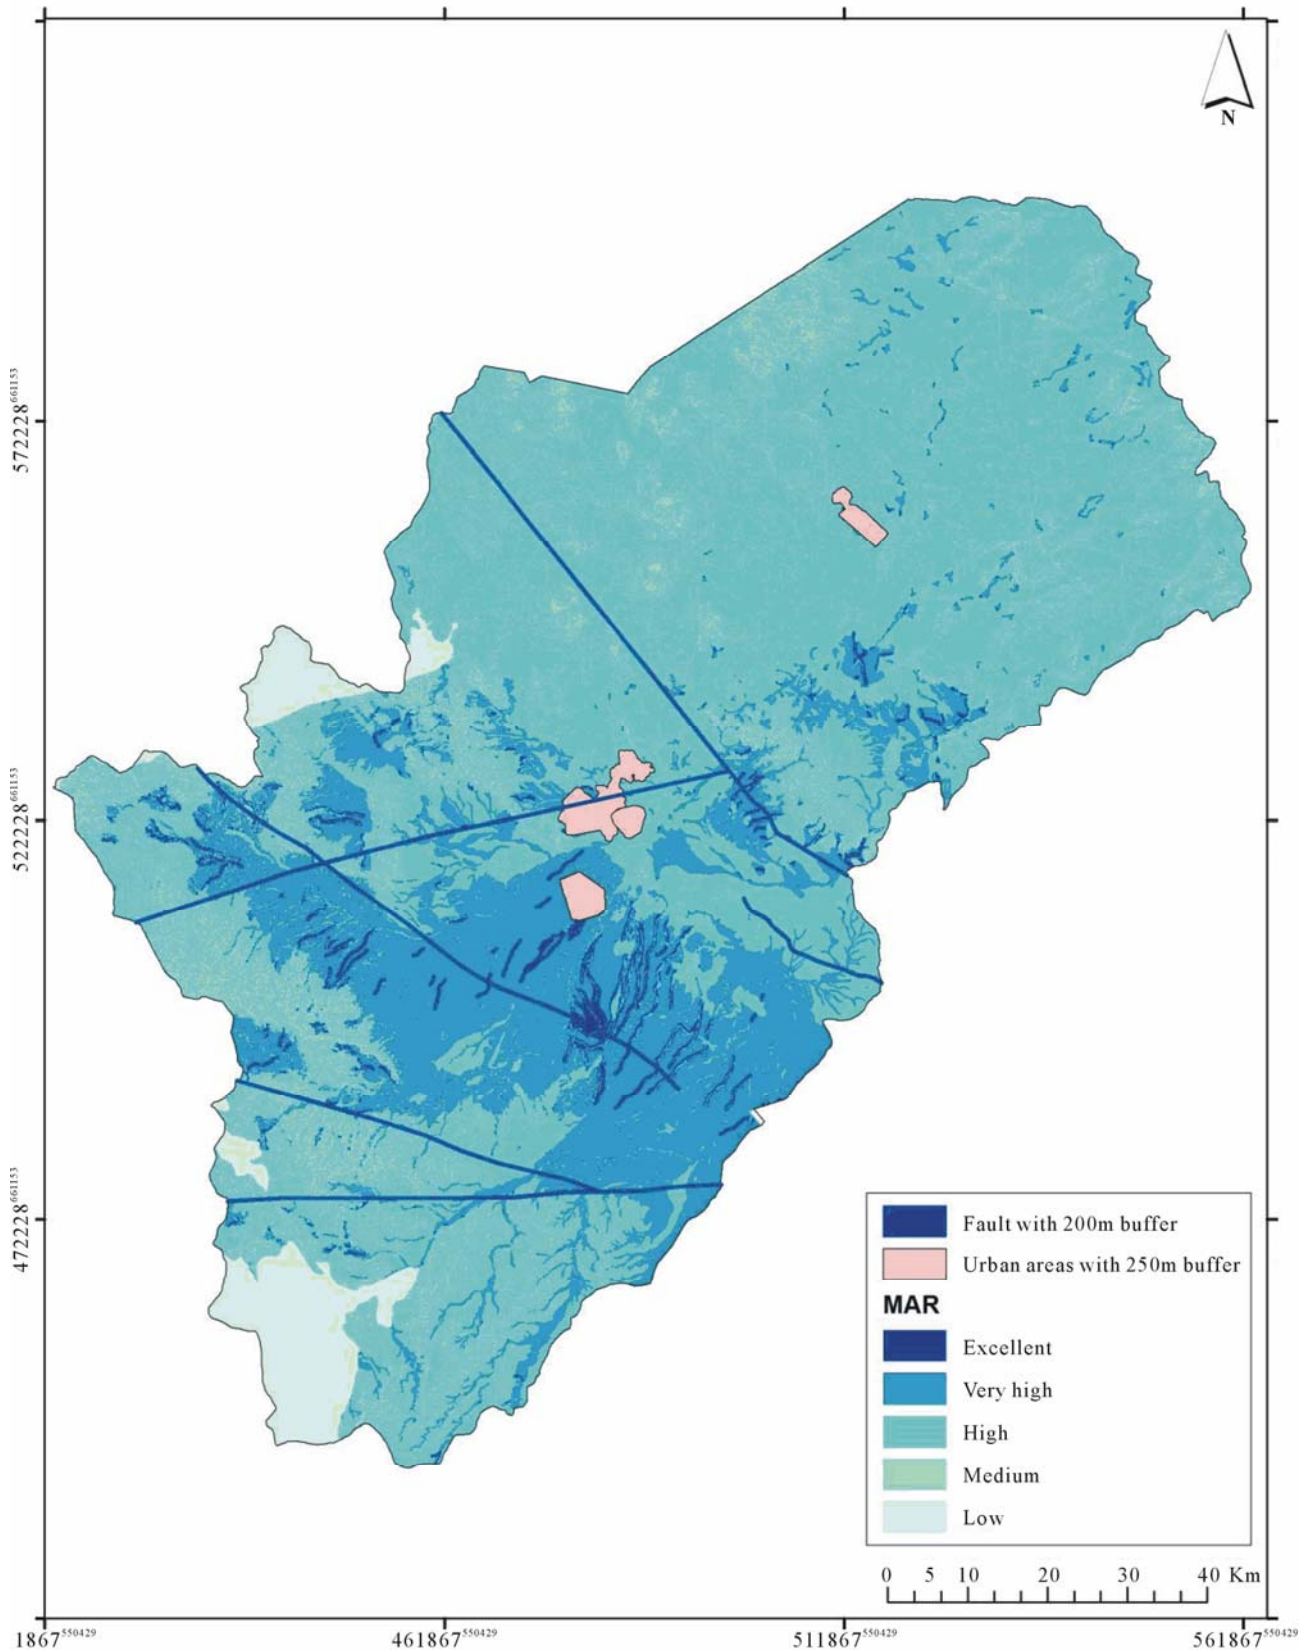 N
572228661153
522228661153
472228661153
Fault with 200m buffer
Urban areas with 250m buffer
MAR
Excellent
Very high
High
Medium
Low
0 5 10 20 30 40 Km
1867550429 461867550429 511867550429 561867550429